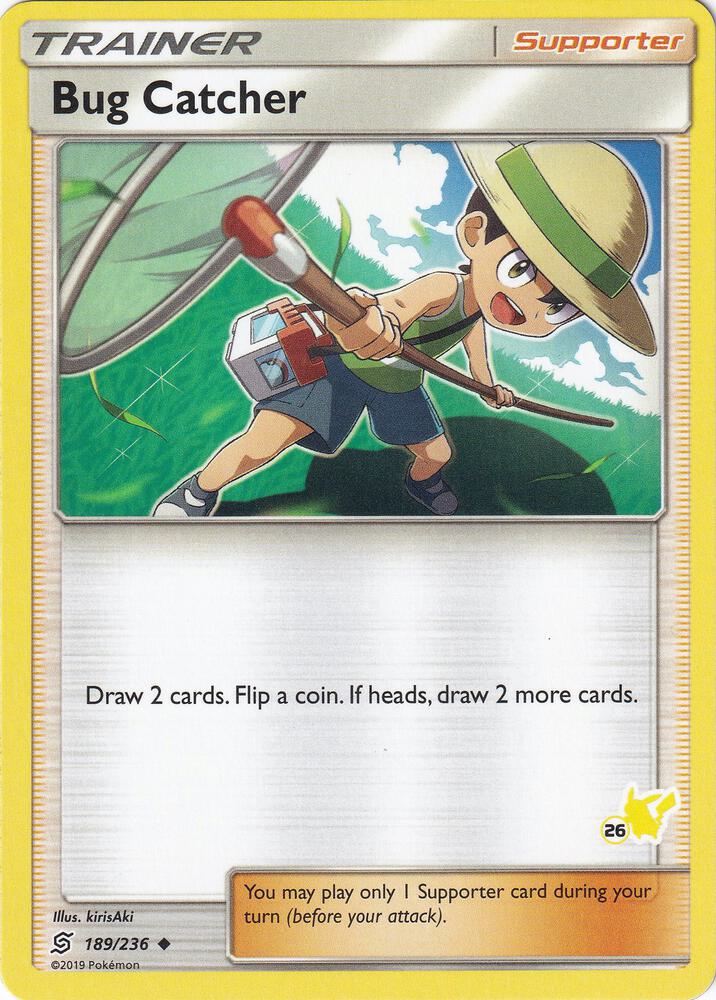 TRAINER
Supporter
Bug Catcher
Draw 2 cards. Flip a coin. If heads, draw 2 more cards.
26
You may play only 1 Supporter card during your
turn (before your attack).
Illus. kirisAki
189/236
©2019 Pokémon